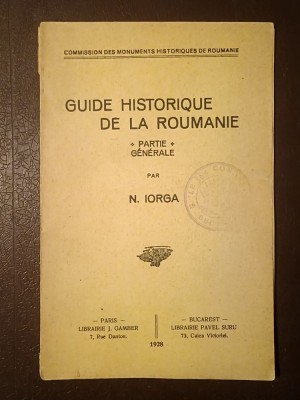 COMMISSION DES MONUMENTS HISTORIQUES DE ROUMANIE
GUIDE HISTORIQUE
DE LA ROUMANIE
PARTIE
GÉNÉRALE
PAR
N. IORGA
— PARIS —
LIBRAIRIE J. GAMBER
7, Rue Danton.
— BUCAREST —
LIBRAIRIE PAVEL SURU
73, Calea Victoriei.
1928